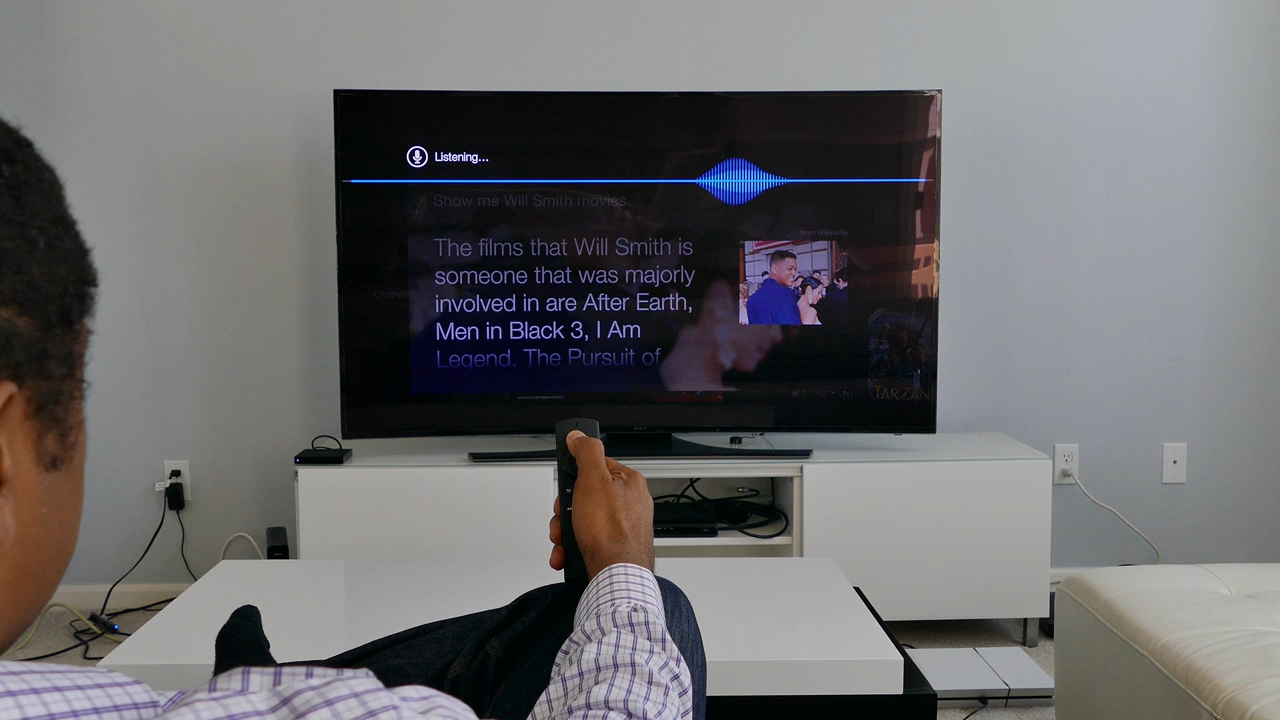 Listening...
Show me Will Smith movies
from Wikipedia
The films that Will Smith is
someone that was majorly
involved in are After Earth,
Men in Black 3, I Am
Legend, The Pursuit of
TARZAN